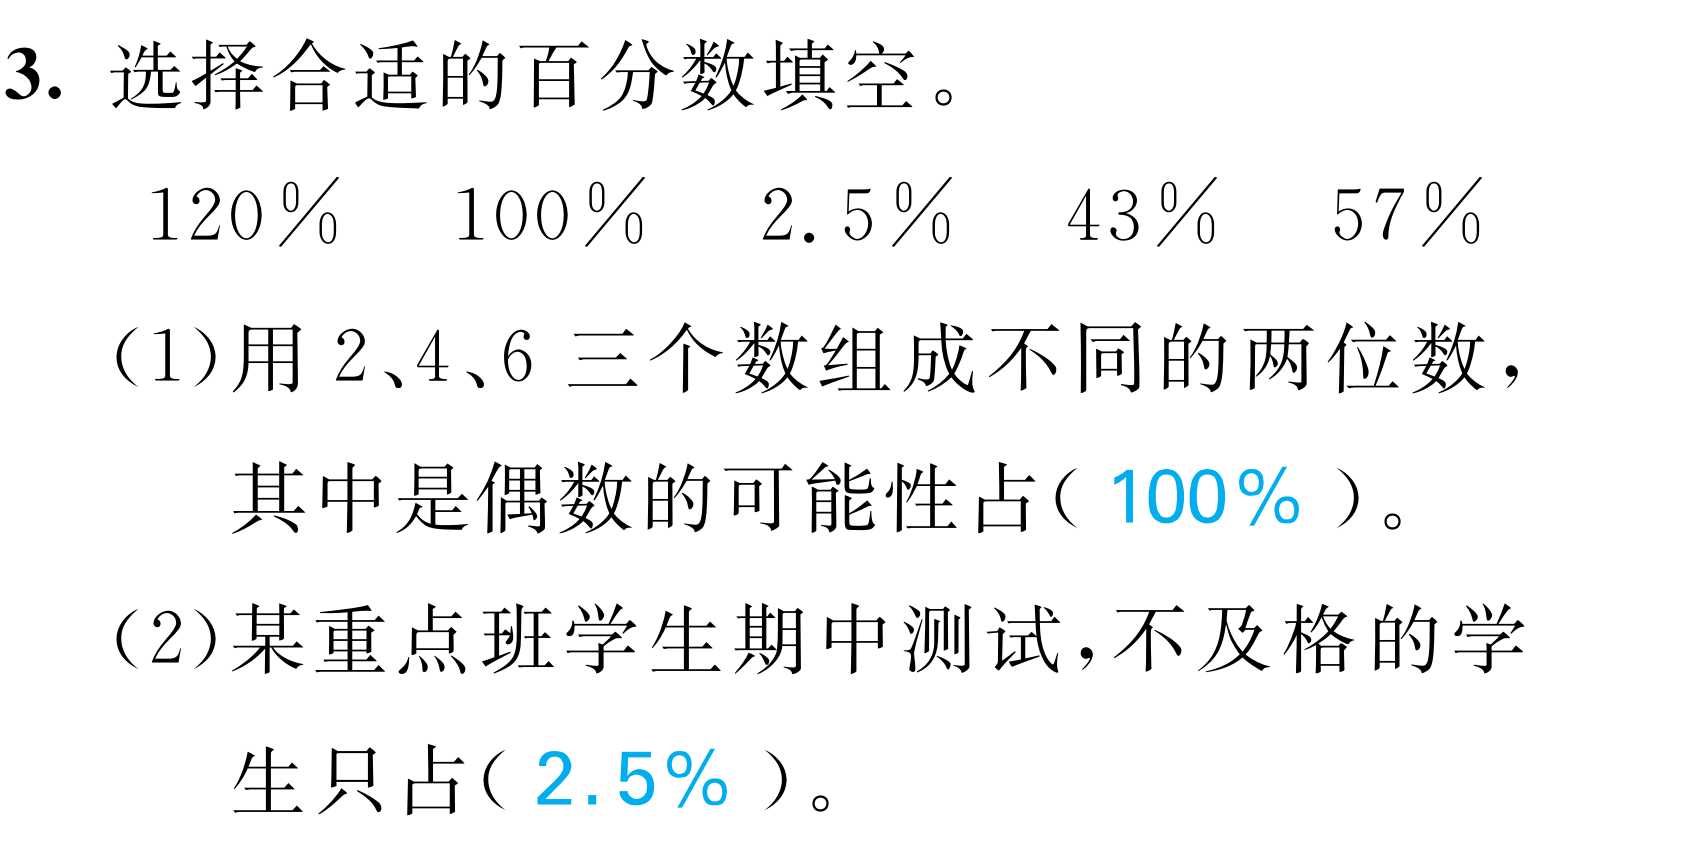 3. 选择合适的百分数填空。
120%  100%  2.5%  43%  57%
(1)用 2、4、6 三个数组成不同的两位数，
其中是偶数的可能性占( 100% )。
(2)某重点班学生期中测试,不及格的学
生只占( 2.5% )。